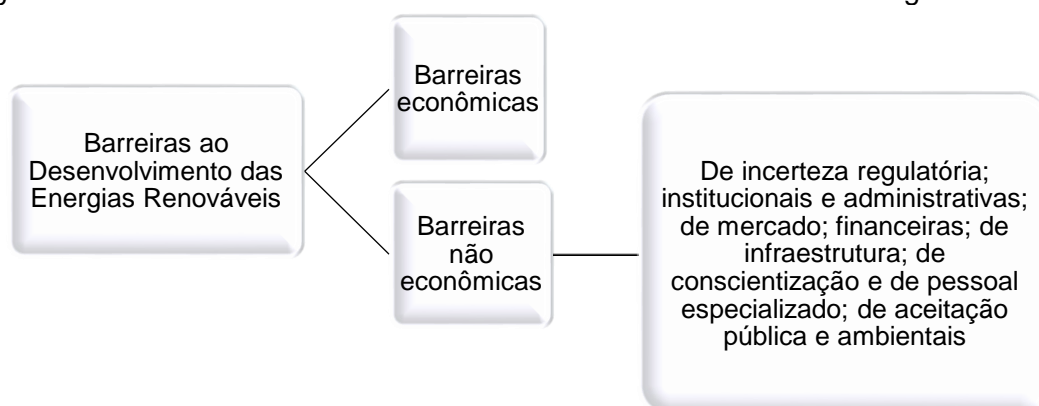 Barreiras ao
Desenvolvimento das
Energias Renováveis
Barreiras
econômicas
Barreiras
não
econômicas
De incerteza regulatória;
institucionais e administrativas;
de mercado; financeiras; de
infraestrutura; de
conscientização e de pessoal
especializado; de aceitação
pública e ambientais